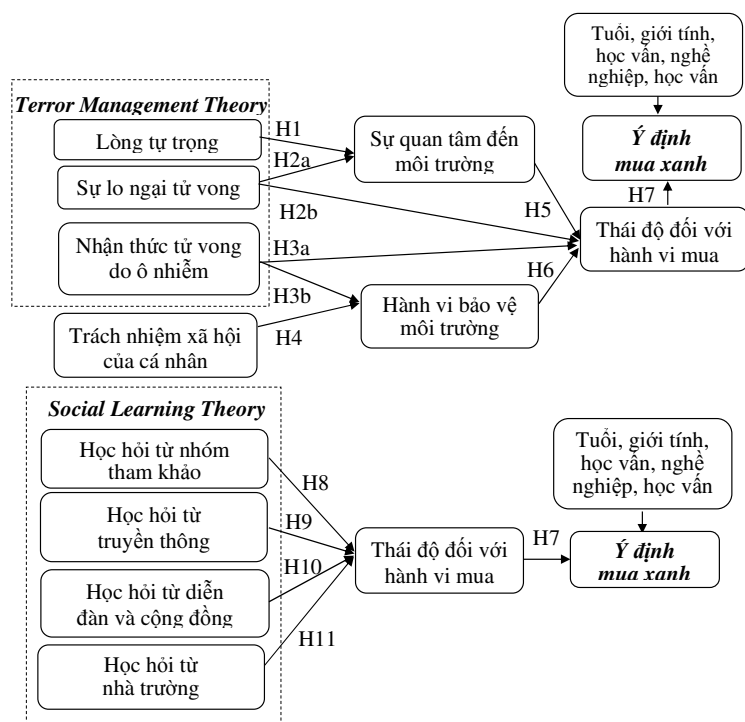 Tuổi, giới tính,
học vấn, nghề
nghiệp, học vấn
Terror Management Theory
H1
Lòng tự trọng
Sự quan tâm đến
môi trường
Ý định
mua xanh
H2a
Sự lo ngại tử vong
H7
H2b
H5
Thái độ đối với
hành vi mua
Nhận thức tử vong
do ô nhiễm
H3a
H6
H3b
Hành vi bảo vệ
môi trường
Trách nhiệm xã hội
của cá nhân
H4
Social Learning Theory
Học hỏi từ nhóm
tham khảo
Tuổi, giới tính,
học vấn, nghề
nghiệp, học vấn
H8
Học hỏi từ
truyền thông
H9
Thái độ đối với
hành vi mua
H7
Ý định
mua xanh
H10
Học hỏi từ diễn
đàn và cộng đồng
H11
Học hỏi từ
nhà trường